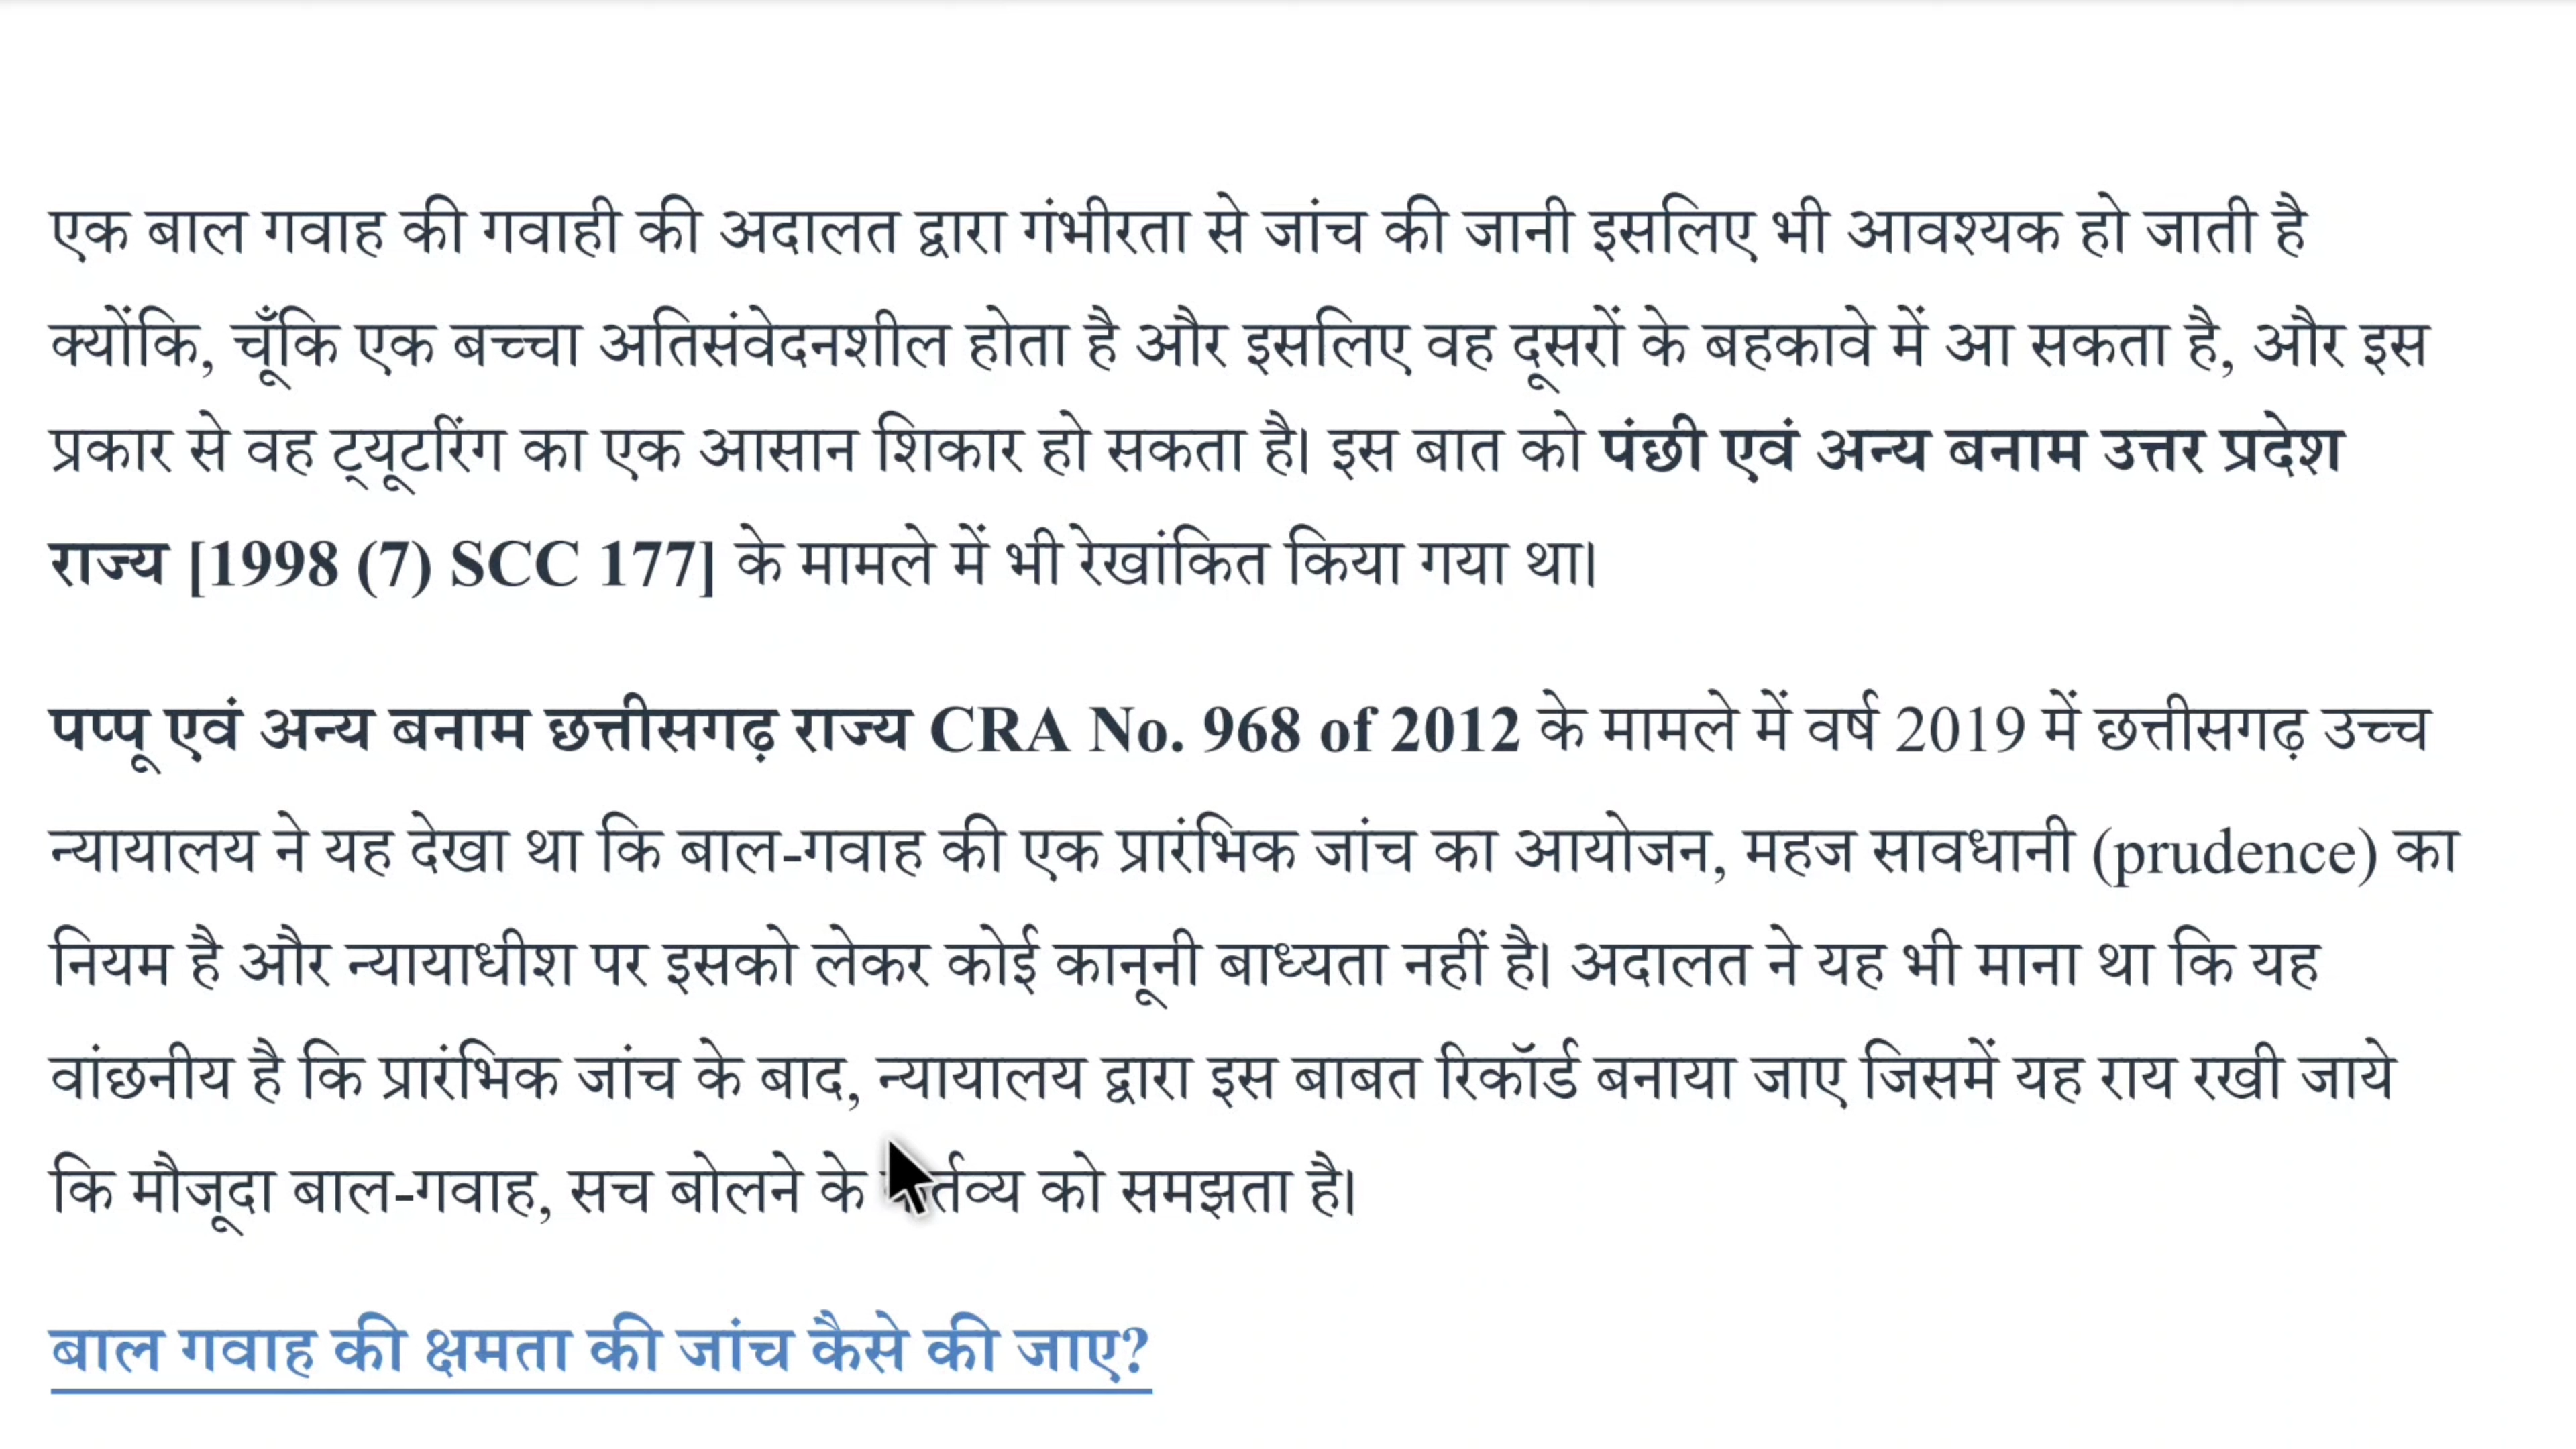 एक बाल गवाह की गवाही की अदालत द्वारा गंभीरता से जांच की जानी इसलिए भी आवश्यक हो जाती है
क्योंकि, चूँकि एक बच्चा अतिसंवेदनशील होता है और इसलिए वह दूसरों के बहकावे में आ सकता है, और इस
प्रकार से वह ट्यूटरिंग का एक आसान शिकार हो सकता है। इस बात को पंछी एवं अन्य बनाम उत्तर प्रदेश
राज्य [1998 (7) SCC 177] के मामले में भी रेखांकित किया गया था।
पप्पू एवं अन्य बनाम छत्तीसगढ़ राज्य CRA No. 968 of 2012 के मामले में वर्ष 2019 में छत्तीसगढ़ उच्च
न्यायालय ने यह देखा था कि बाल-गवाह की एक प्रारंभिक जांच का आयोजन, महज सावधानी (prudence) का
नियम है और न्यायाधीश पर इसको लेकर कोई कानूनी बाध्यता नहीं है। अदालत ने यह भी माना था कि यह
वांछनीय है कि प्रारंभिक जांच के बाद, न्यायालय द्वारा इस बाबत रिकॉर्ड बनाया जाए जिसमें यह राय रखी जाये
कि मौजूदा बाल-गवाह, सच बोलने के को समझता है।
बाल गवाह की क्षमता की जांच कैसे की जाए?